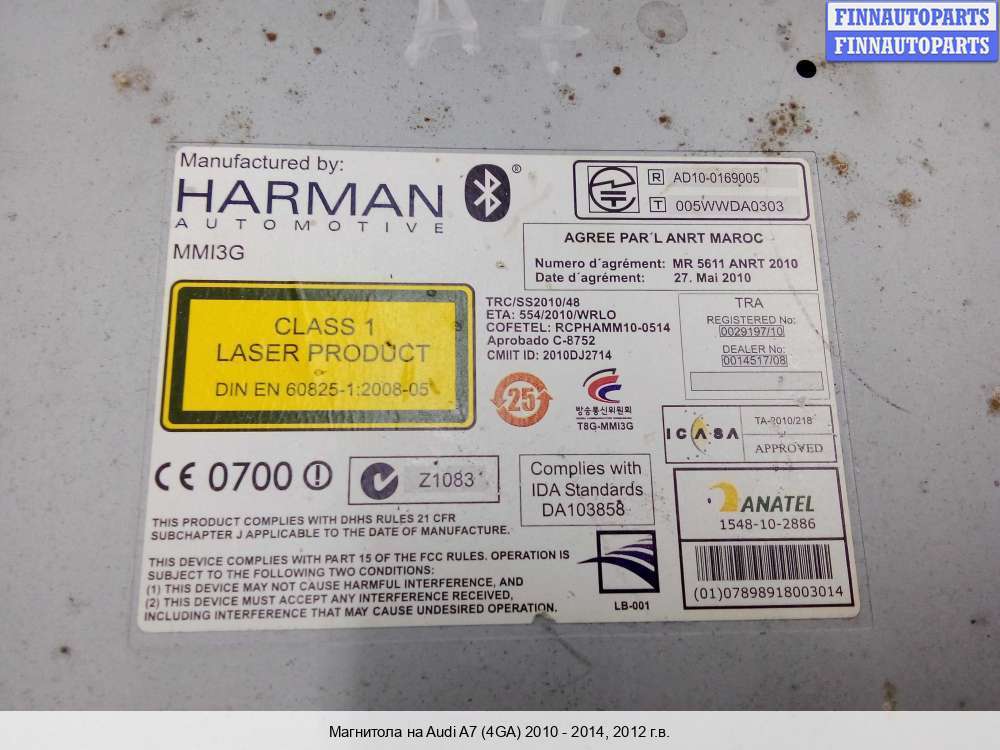 FINNAUTOPARTS
FINNAUTOPARTS
A7
Manufactured by:
HARMAN
AUTOMOTIVE
MMI3G
R AD10-0169005
T 005WWDA0303
AGREE PAR´L ANRT MAROC
Numero d´agrément: MR 5611 ANRT 2010
Date d´agrément: 27. Mai 2010
CLASS 1
LASER PRODUCT
DIN EN 60825-1:2008-05
TRC/SS2010/48
ETA: 554/2010/WRLO
COFETEL: RCPHAMM10-0514
Aprobado C-8752
CMIIT ID: 2010DJ2714
TRA
REGISTERED No:
0029197/10
DEALER No:
0014517/08
25
방송통신위원회
T8G-MMI3G
ICASA
TA-2010/218
APPROVED
CE 0700
Z1083
Complies with
IDA Standards
DA103858
ANATEL
1548-10-2886
(01)07898918003014
THIS PRODUCT COMPLIES WITH DHHS RULES 21 CFR
SUBCHAPTER J APPLICABLE TO THE DATE OF MANUFACTURE.
THIS DEVICE COMPLIES WITH PART 15 OF THE FCC RULES. OPERATION IS
SUBJECT TO THE FOLLOWING TWO CONDITIONS:
(1) THIS DEVICE MAY NOT CAUSE HARMFUL INTERFERENCE, AND
(2) THIS DEVICE MUST ACCEPT ANY INTERFERENCE RECEIVED,
INCLUDING INTERFERENCE THAT MAY CAUSE UNDESIRED OPERATION.
LB-001
Магнитола на Audi A7 (4GA) 2010 - 2014, 2012 г.в.